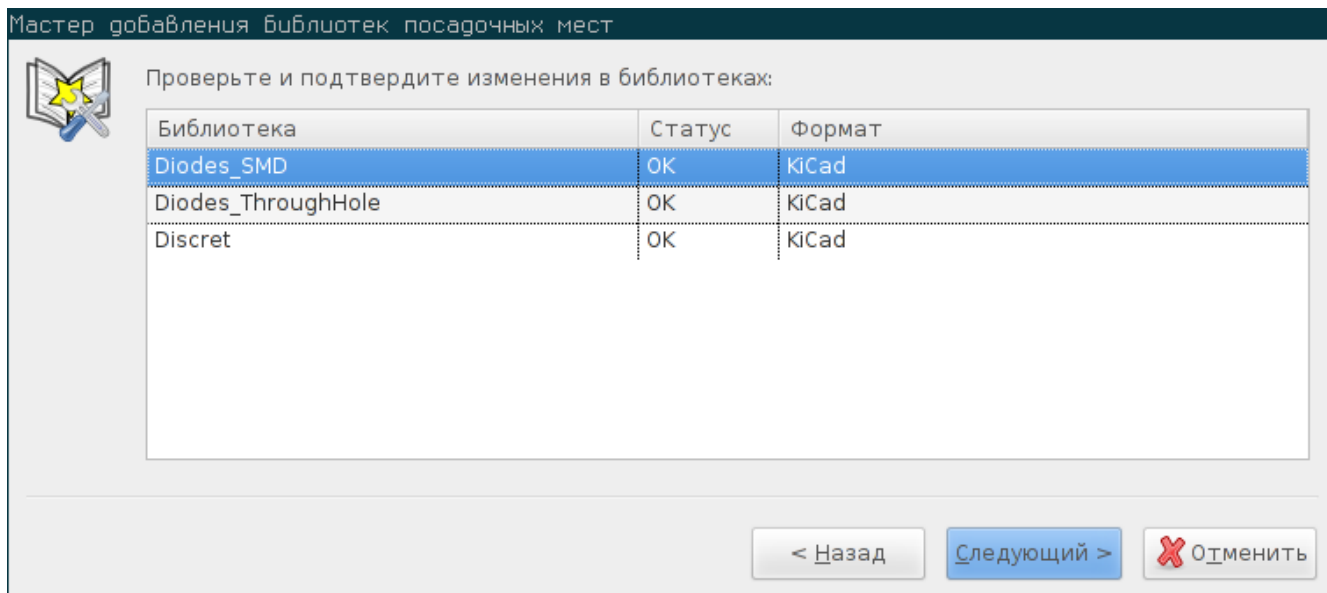 Мастер добавления библиотек посадочных мест
Проверьте и подтвердите изменения в библиотеках:
Библиотека Статус Формат
Diodes_SMD OK KiCad
Diodes_ThroughHole OK KiCad
Discret OK KiCad
< Назад Следующий > Отменить